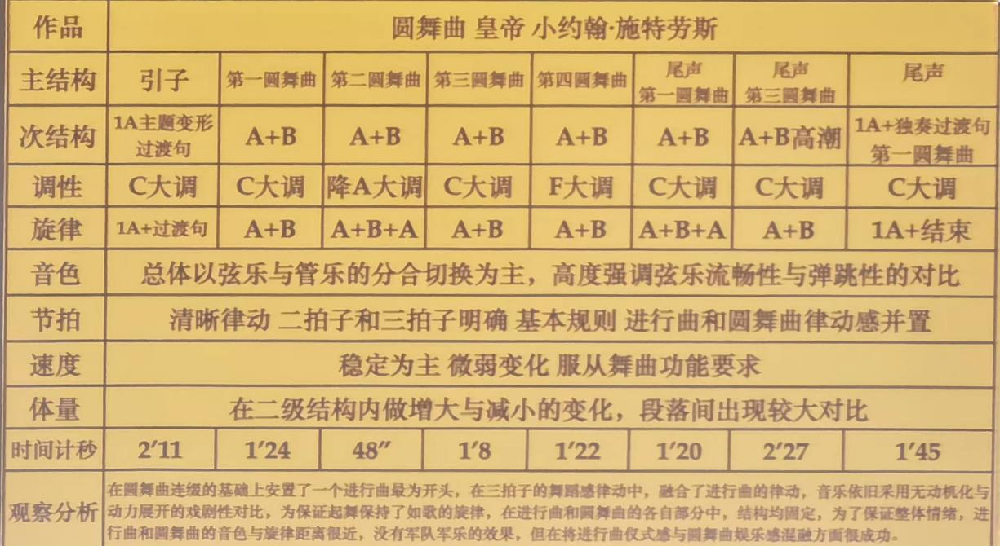 作品 圆舞曲 皇帝 小约翰·施特劳斯
主结构 引子 第一圆舞曲 第二圆舞曲 第三圆舞曲 第四圆舞曲 尾声 第一圆舞曲 尾声 第三圆舞曲 尾声
次结构 1A主题变形 过渡句 A+B A+B A+B A+B A+B A+B高潮 1A+独奏过渡句 第一圆舞曲
调性 C大调 C大调 降A大调 C大调 F大调 C大调 C大调 C大调
旋律 1A+过渡句 A+B A+B+A A+B A+B A+B+A A+B 1A+结束
音色 总体以弦乐与管乐的分合切换为主，高度强调弦乐流畅性与弹跳性的对比
节拍 清晰律动 二拍子和三拍子明确 基本规则 进行曲和圆舞曲律动感并置
速度 稳定为主 微弱变化 服从舞曲功能要求
体量 在二级结构内做增大与减小的变化，段落间出现较大对比
时间计秒 2′11 1′24 48″ 1′8 1′22 1′20 2′27 1′45
观察分析
在圆舞曲连缀的基础上安置了一个进行曲最为开头，在三拍子的舞蹈感律动中，融合了进行曲的律动，音乐依旧采用无动机化与
动力展开的戏剧性对比，为保证起舞保持了如歌的旋律，在进行曲和圆舞曲的各自部分中，结构均固定，为了保证整体情绪，进
行曲和圆舞曲的音色与旋律距离很近，没有军队军乐的效果，但在将进行曲仪式感与圆舞曲娱乐感混融方面很成功。